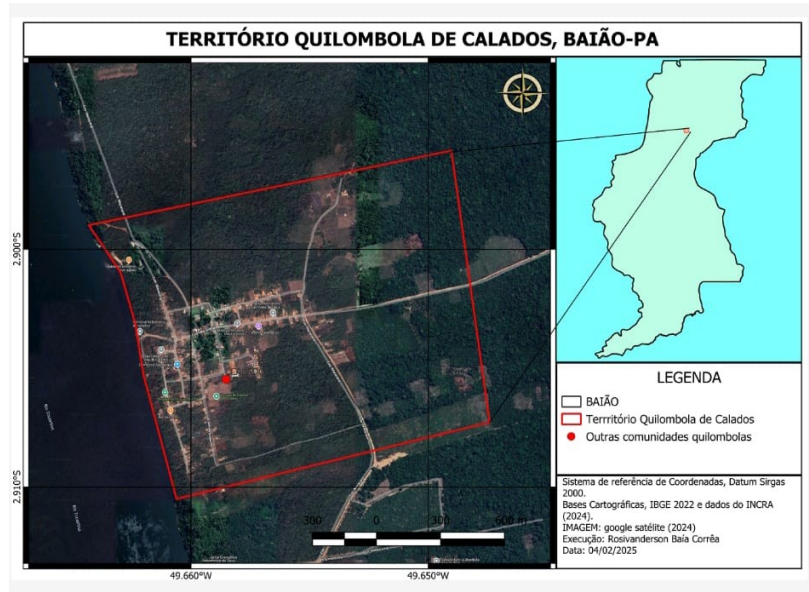 TERRITÓRIO QUILOMBOLA DE CALADOS, BAIÃO-PA
2.900°S
2.910°S
49.660°W
49.650°W
300 0 300 600 m
LEGENDA
BAIÃO
Terrritório Quilombola de Calados
Outras comunidades quilombolas
Sistema de referência de Coordenadas, Datum Sirgas
2000.
Bases Cartográficas, IBGE 2022 e dados do INCRA
(2024).
IMAGEM: google satélite (2024)
Execução: Rosivanderson Baía Corrêa
Data: 04/02/2025